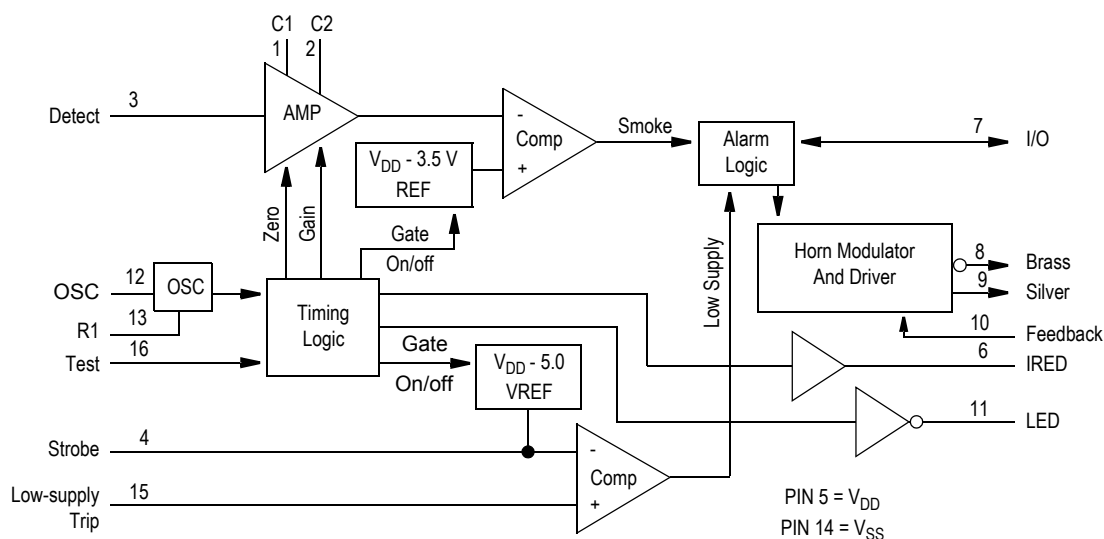 C1
C2
1
2
3
Detect
AMP
-
Comp
+
V_DD - 3.5 V
REF
Smoke
Alarm
Logic
7
I/O
Zero
Gain
Gate
On/off
Low Supply
Horn Modulator
And Driver
8
Brass
9
Silver
10
Feedback
6
IRED
12
OSC
OSC
13
R1
16
Test
Timing
Logic
Gate
On/off
V_DD - 5.0
VREF
11
LED
4
Strobe
-
Comp
+
15
Low-supply
Trip
PIN 5 = V_DD
PIN 14 = V_SS